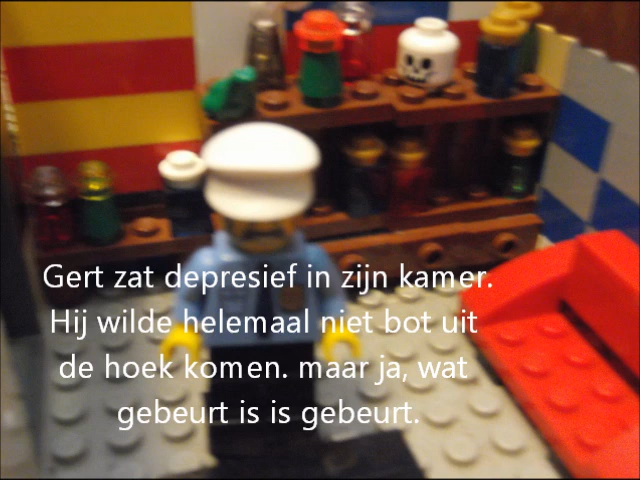 Gert zat depresief in zijn kamer.
Hij wilde helemaal niet bot uit
de hoek komen. maar ja, wat
gebeurt is is gebeurt.